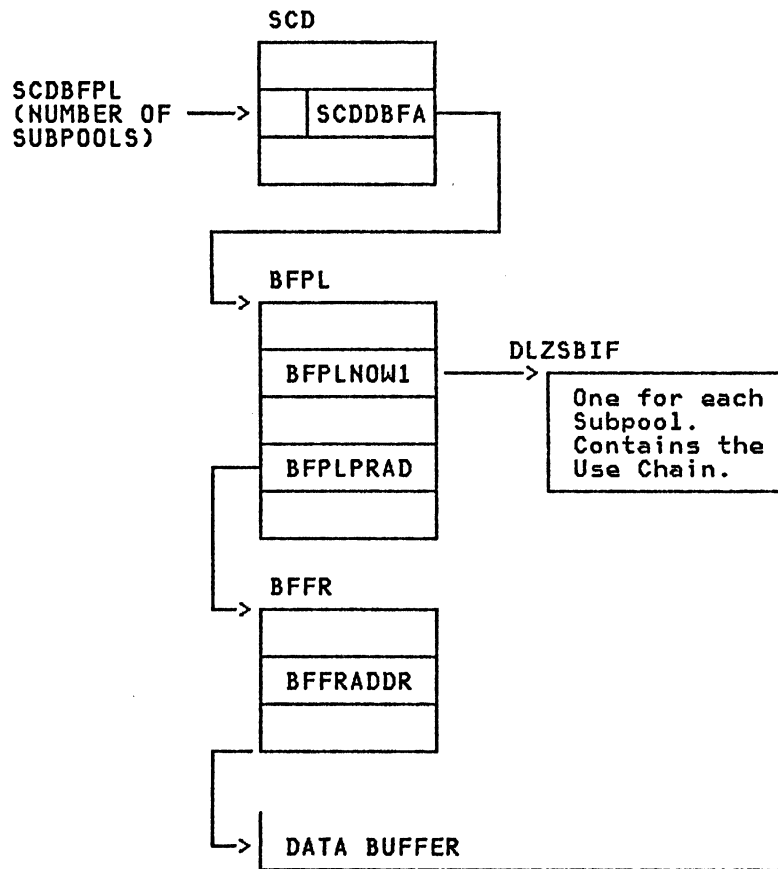 SCD
SCDBFPL
(NUMBER OF
SUBPOOLS)
SCDDBFA
BFPL
BFPLNOW1
DLZSBIF
One for each
Subpool.
Contains the
Use Chain.
BFPLPRAD
BFFR
BFFRADDR
DATA BUFFER